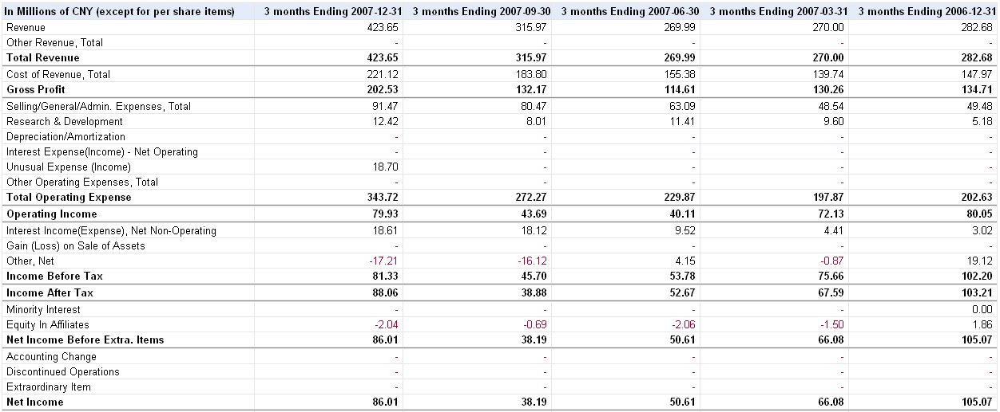 In Millions of CNY (except for per share items) 3 months Ending 2007-12-31 3 months Ending 2007-09-30 3 months Ending 2007-06-30 3 months Ending 2007-03-31 3 months Ending 2006-12-31
Revenue 423.65 315.97 269.99 270.00 282.68
Other Revenue, Total - - - - -
Total Revenue 423.65 315.97 269.99 270.00 282.68
Cost of Revenue, Total 221.12 183.80 155.38 139.74 147.97
Gross Profit 202.53 132.17 114.61 130.26 134.71
Selling/General/Admin. Expenses, Total 91.47 80.47 63.09 48.54 49.48
Research & Development 12.42 8.01 11.41 9.60 5.18
Depreciation/Amortization - - - - -
Interest Expense(Income) - Net Operating - - - - -
Unusual Expense (Income) 18.70 - - - -
Other Operating Expenses, Total - - - - -
Total Operating Expense 343.72 272.27 229.87 197.87 202.63
Operating Income 79.93 43.69 40.11 72.13 80.05
Interest Income(Expense), Net Non-Operating 18.61 18.12 9.52 4.41 3.02
Gain (Loss) on Sale of Assets - - - - -
Other, Net -17.21 -16.12 4.15 -0.87 19.12
Income Before Tax 81.33 45.70 53.78 75.66 102.20
Income After Tax 88.06 38.88 52.67 67.59 103.21
Minority Interest - - - - 0.00
Equity In Affiliates -2.04 -0.69 -2.06 -1.50 1.86
Net Income Before Extra. Items 86.01 38.19 50.61 66.08 105.07
Accounting Change - - - - -
Discontinued Operations - - - - -
Extraordinary Item - - - - -
Net Income 86.01 38.19 50.61 66.08 105.07